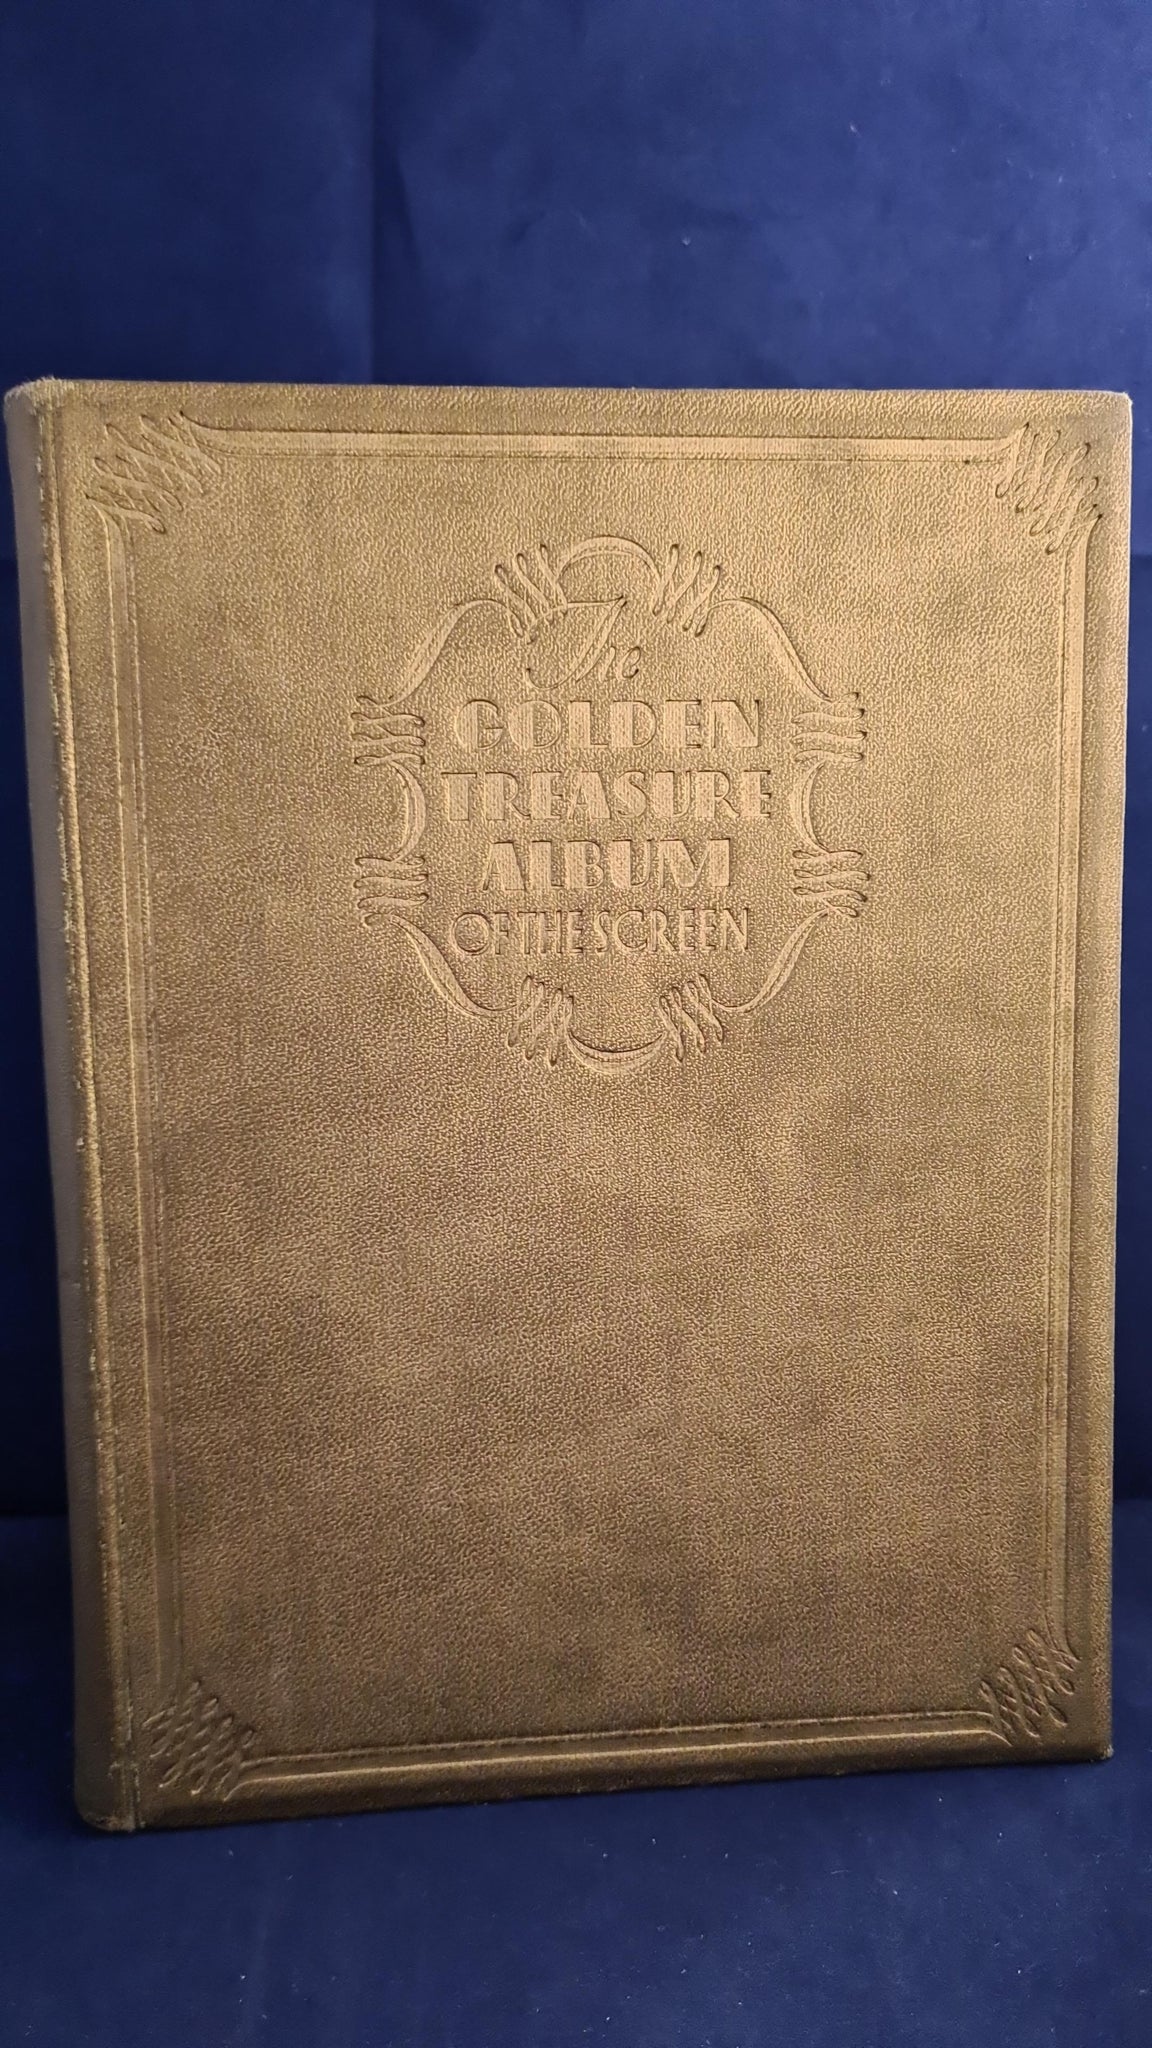 The
GOLDEN
TREASURE
ALBUM
OF THE SCREEN